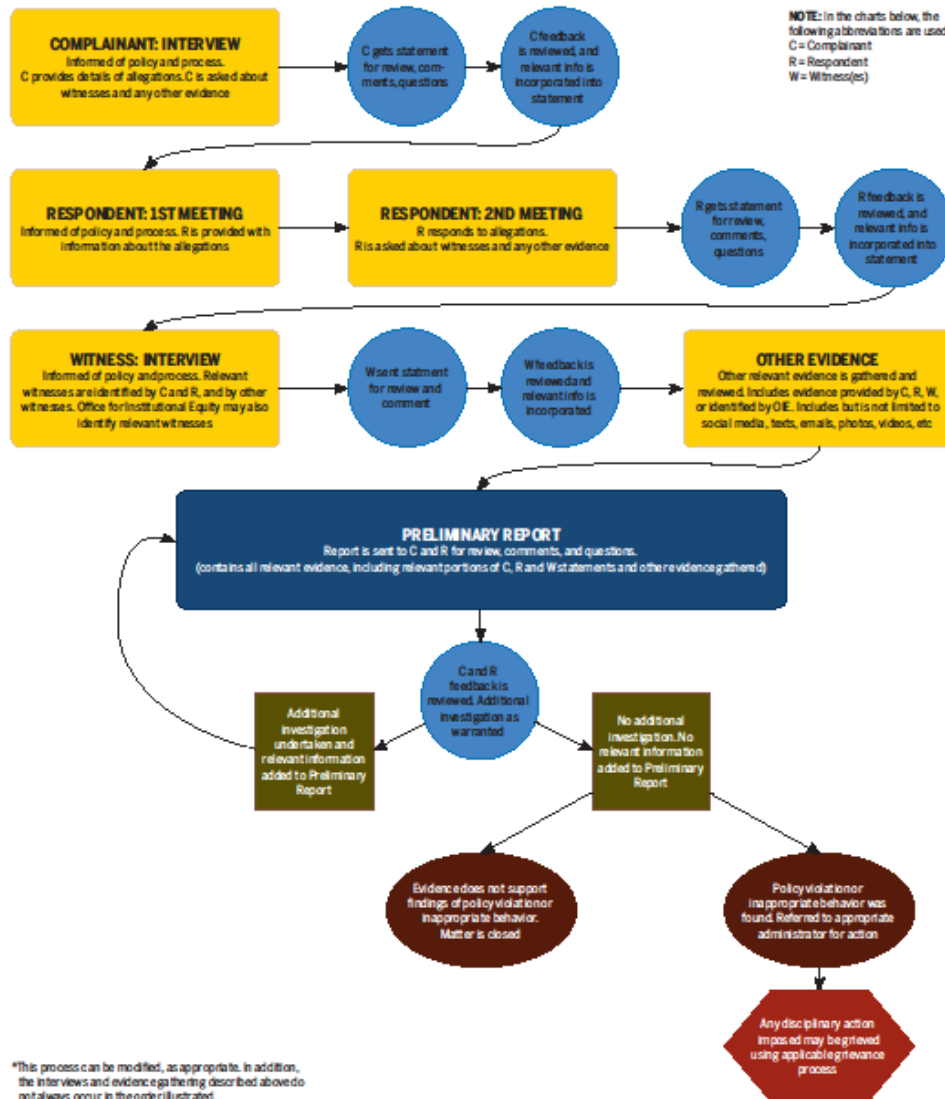 NOTE: In the charts below, the
following abbreviations are used
C = Complainant
R = Respondent
W = Witness(es)
COMPLAINANT: INTERVIEW
Informed of policy and process.
C provides details of allegations. C is asked about
witnesses and any other evidence
C gets statement
for review, com-
ments, questions
C feedback
is reviewed, and
relevant info is
incorporated into
statement
RESPONDENT: 1ST MEETING
Informed of policy and process. R is provided with
information about the allegations
RESPONDENT: 2ND MEETING
R responds to allegations.
R is asked about witnesses and any other evidence
R gets statement
for review,
comments,
questions
R feedback is
reviewed, and
relevant info is
incorporated into
statement
WITNESS: INTERVIEW
Informed of policy and process. Relevant
witnesses are identified by C and R, and by other
witnesses. Office for Institutional Equity may also
identify relevant witnesses
W sent statment
for review and
comment
W feedback is
reviewed and
relevant info is
incorporated
OTHER EVIDENCE
Other relevant evidence is gathered and
reviewed. Includes evidence provided by C, R, W,
or identified by OIE. Includes but is not limited to
social media, texts, emails, photos, videos, etc
PRELIMINARY REPORT
Report is sent to C and R for review, comments, and questions.
(contains all relevant evidence, including relevant portions of C, R and W statements and other evidence gathered)
C and R
feedback is
reviewed. Additional
investigation as
warranted
Additional
investigation
undertaken and
relevant information
added to Preliminary
Report
No additional
investigation. No
relevant information
added to Preliminary
Report
Evidence does not support
findings of policy violation or
inappropriate behavior.
Matter is closed
Policy violation or
inappropriate behavior was
found. Referred to appropriate
administrator for action
Any disciplinary action
imposed may be grieved
using applicable grievance
process
*This process can be modified, as appropriate. In addition,
the interviews and evidence gathering described above do
not always occur in the order illustrated.